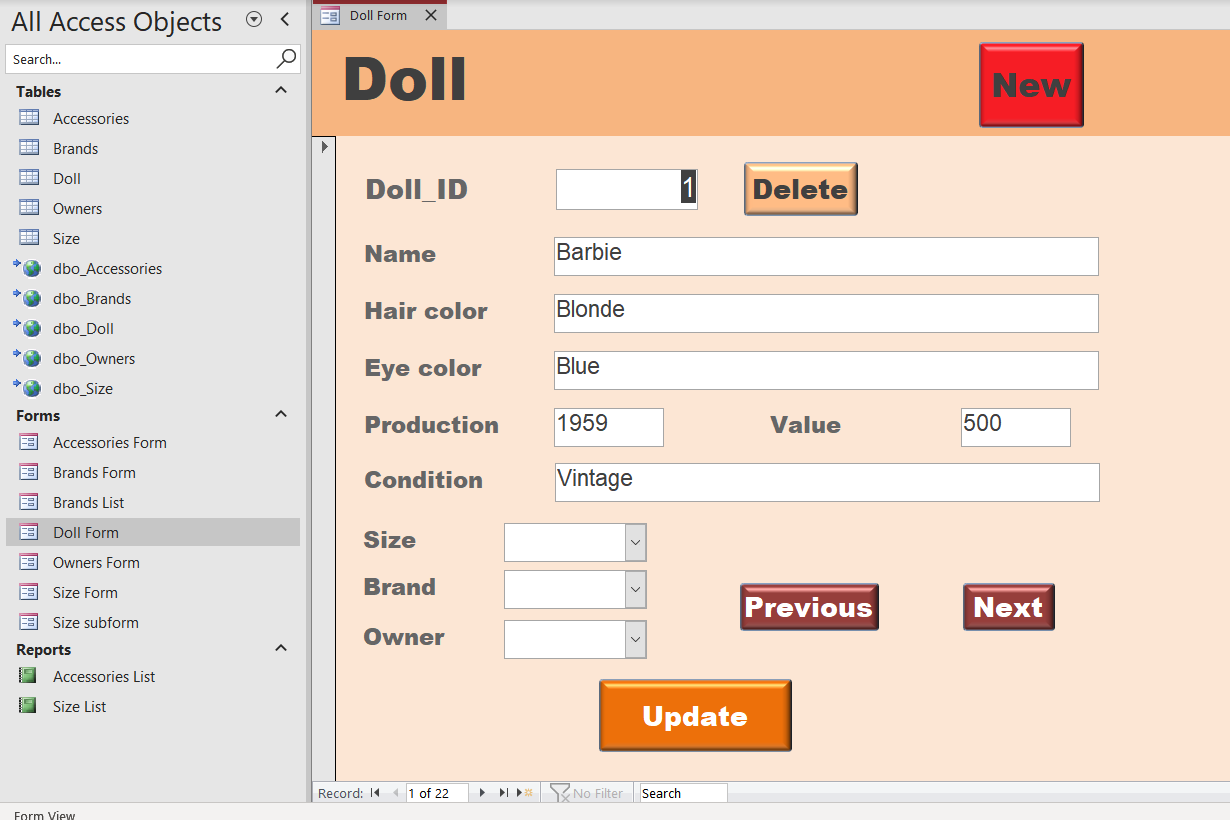 All Access Objects
Search...
Tables
Accessories
Brands
Doll
Owners
Size
dbo_Accessories
dbo_Brands
dbo_Doll
dbo_Owners
dbo_Size
Forms
Accessories Form
Brands Form
Brands List
Doll Form
Owners Form
Size Form
Size subform
Reports
Accessories List
Size List
Doll Form
Doll
New
Doll_ID 1 Delete
Name Barbie
Hair color Blonde
Eye color Blue
Production 1959 Value 500
Condition Vintage
Size
Brand
Owner
Previous Next
Update
Record: 1 of 22 No Filter Search
Form View